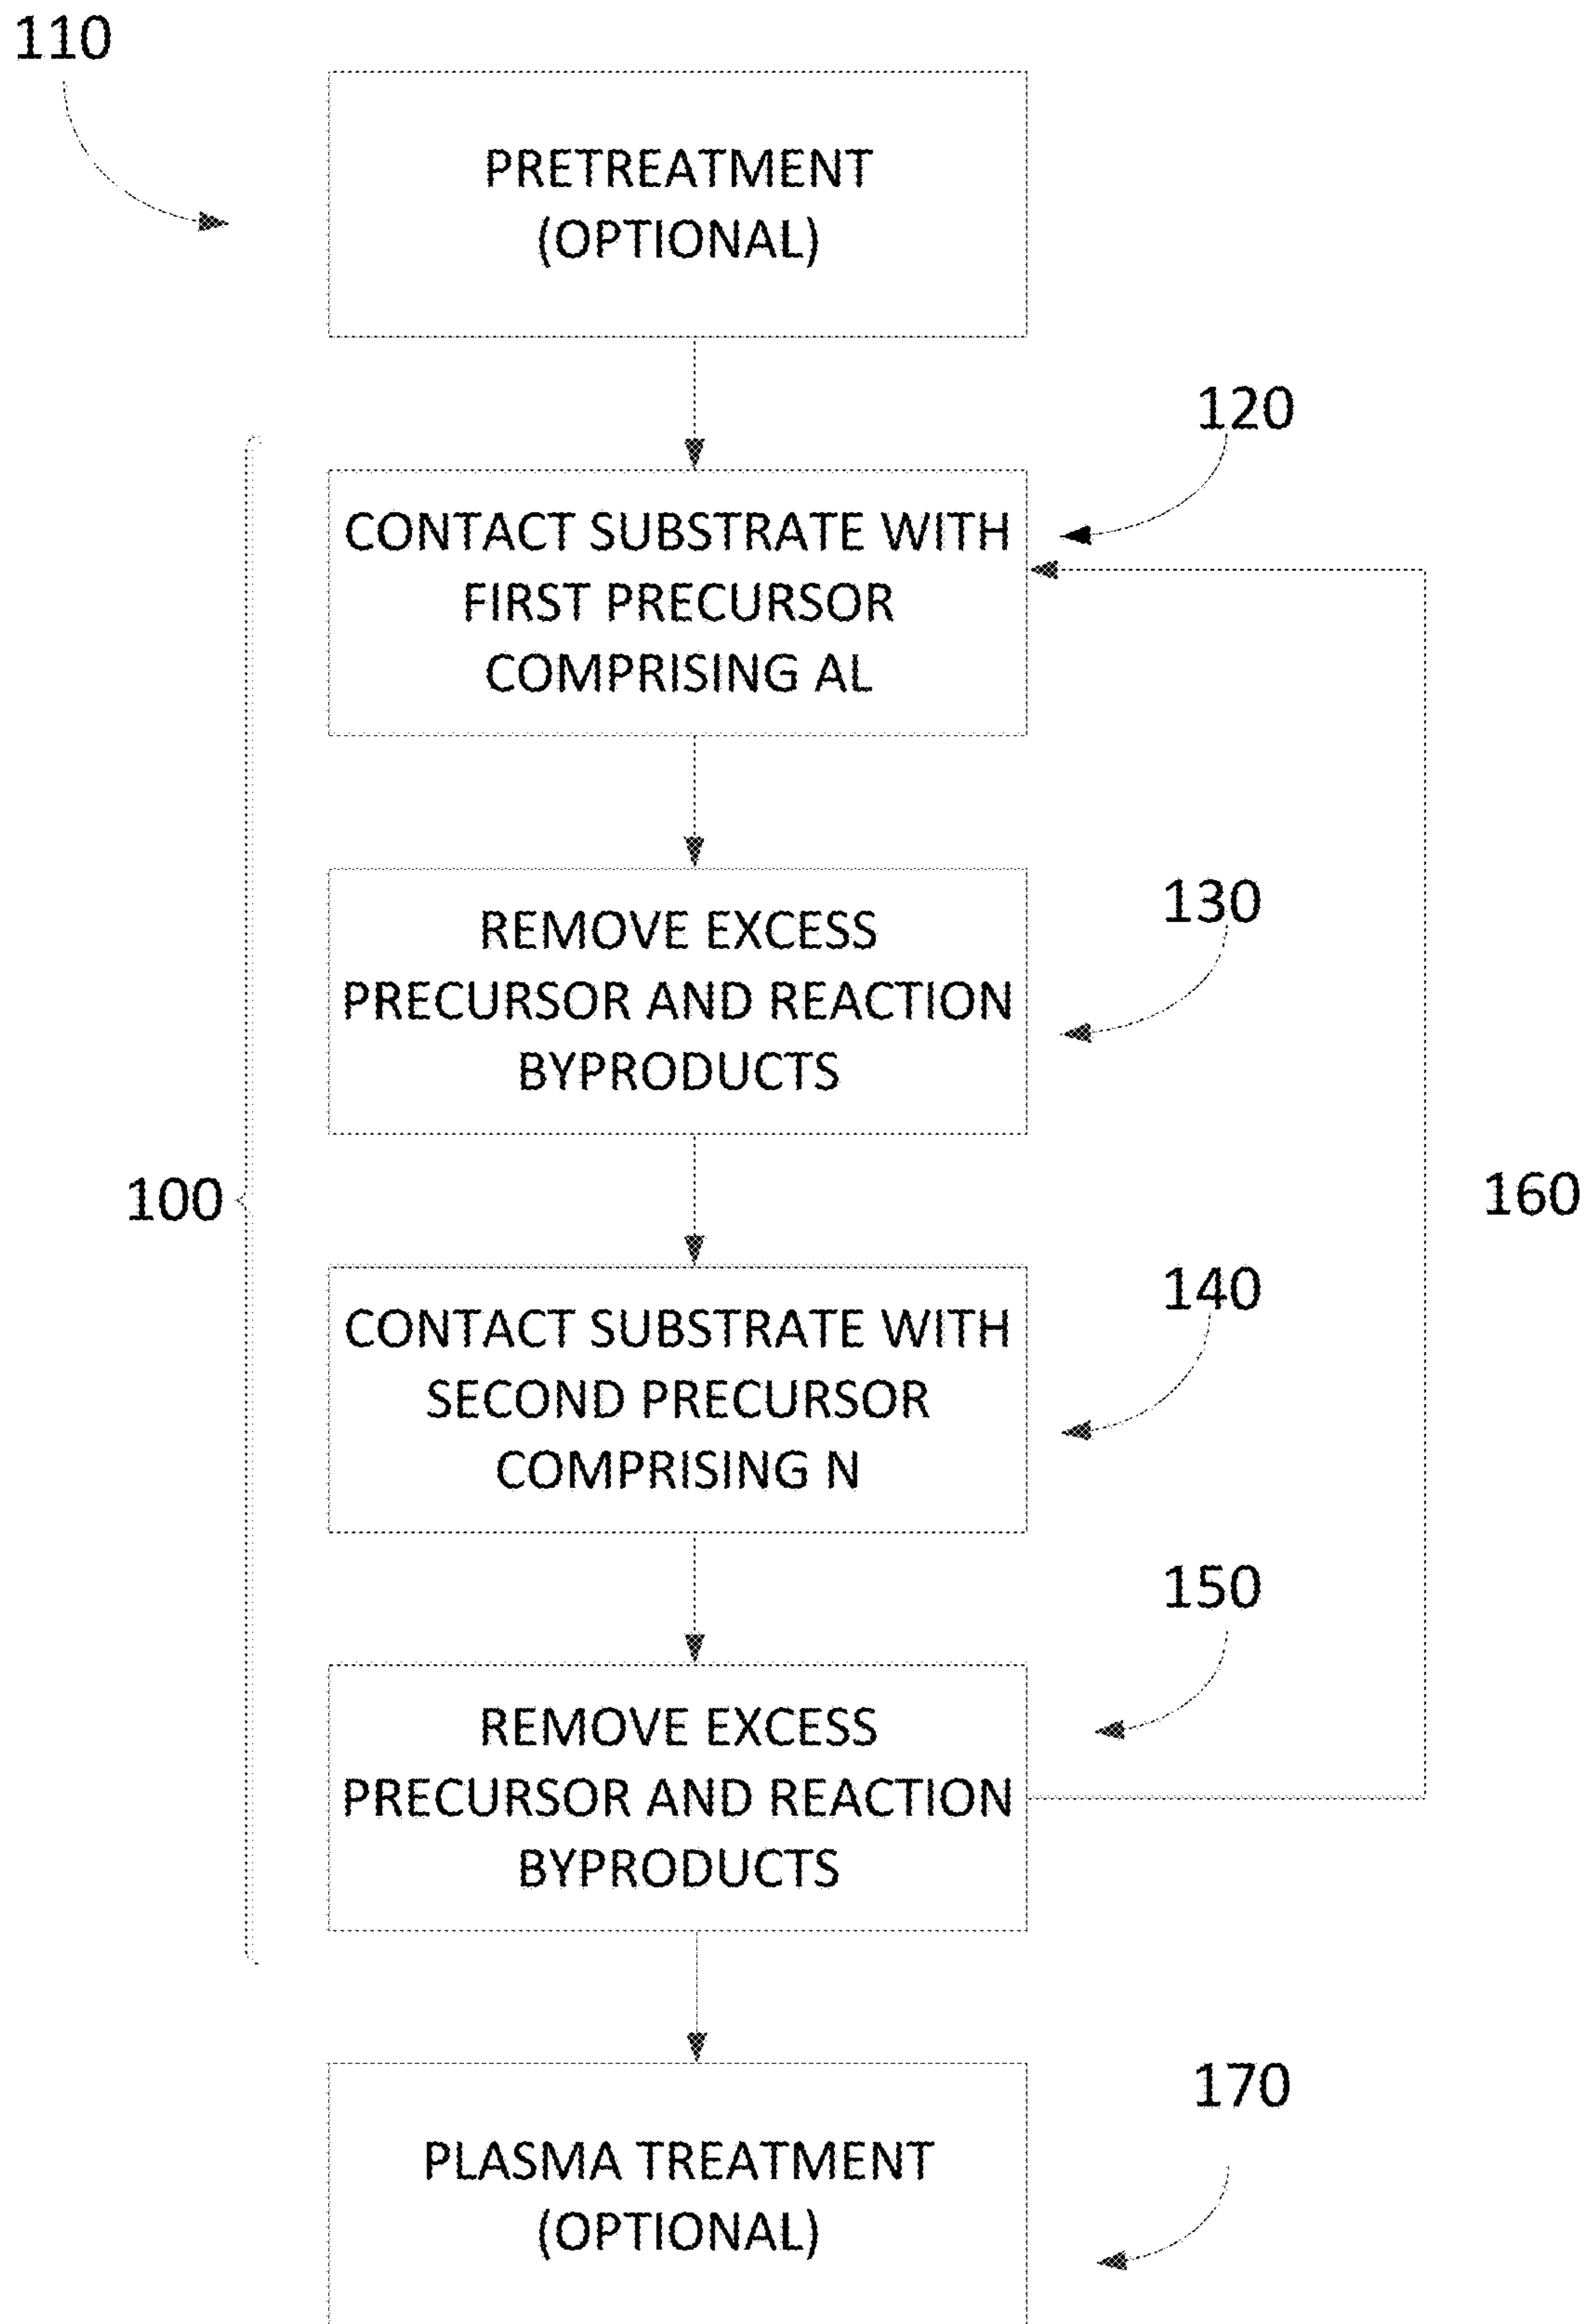 110
PRETREATMENT
(OPTIONAL)
120
CONTACT SUBSTRATE WITH
FIRST PRECURSOR
COMPRISING AL
130
REMOVE EXCESS
PRECURSOR AND REACTION
BYPRODUCTS
100
160
140
CONTACT SUBSTRATE WITH
SECOND PRECURSOR
COMPRISING N
150
REMOVE EXCESS
PRECURSOR AND REACTION
BYPRODUCTS
170
PLASMA TREATMENT
(OPTIONAL)